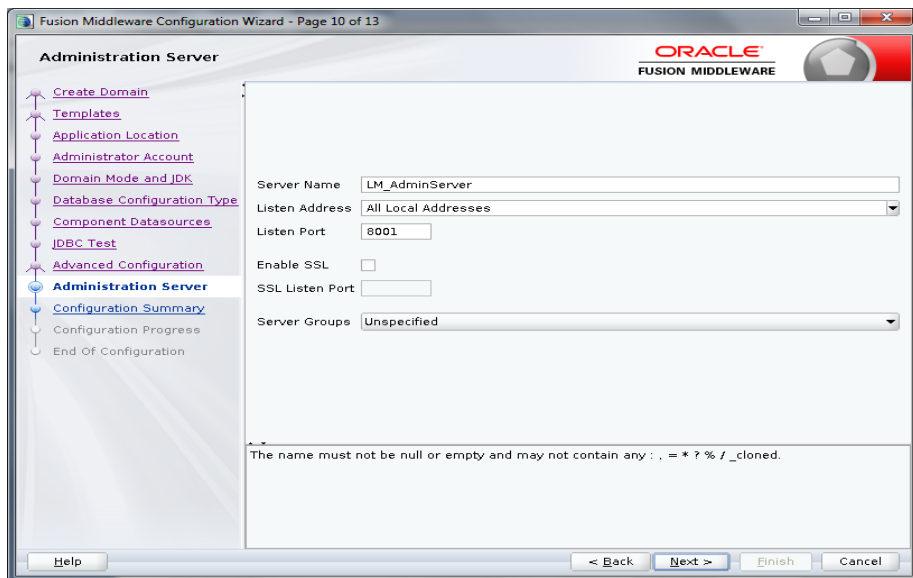 Fusion Middleware Configuration Wizard - Page 10 of 13
Administration Server
ORACLE
FUSION MIDDLEWARE
Create Domain
Templates
Application Location
Administrator Account
Domain Mode and JDK
Database Configuration Type
Component Datasources
JDBC Test
Advanced Configuration
Administration Server
Configuration Summary
Configuration Progress
End Of Configuration
Server Name LM_AdminServer
Listen Address All Local Addresses
Listen Port 8001
Enable SSL
SSL Listen Port
Server Groups Unspecified
The name must not be null or empty and may not contain any : , = * ? % / _cloned.
Help < Back Next > Finish Cancel